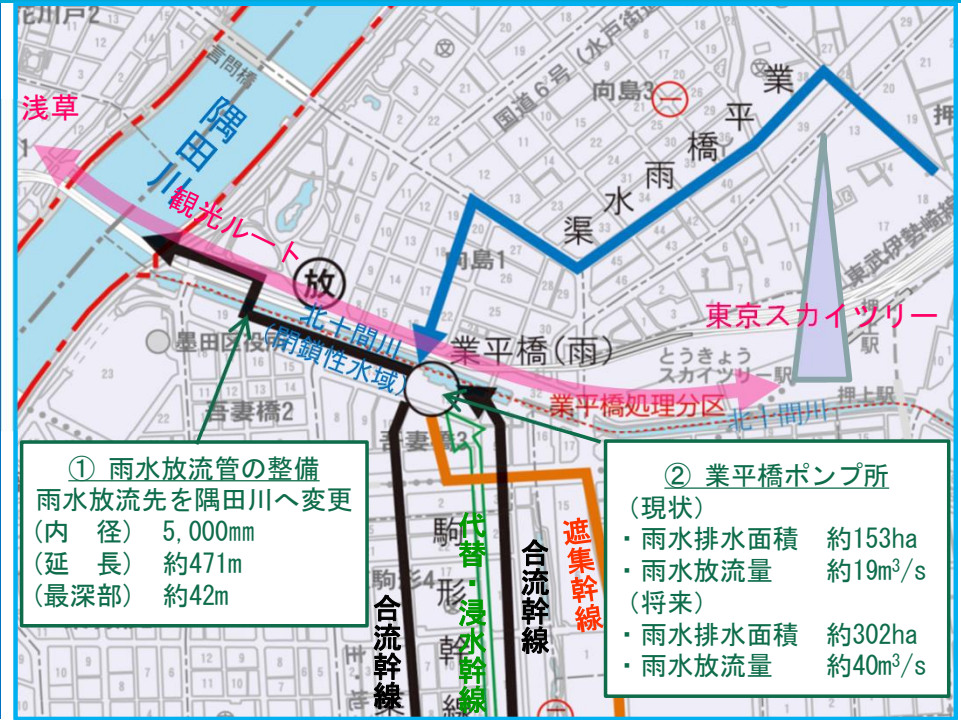 花川戸2
言問橋
隅田川
浅草
観光ルート
国道6号(水戸街道)
向島3
業平橋雨水渠
押
向島1
放
北十間川
(閉鎖性水域)
墨田区役
業平橋(雨)
東武伊勢崎線
東京スカイツリー
とうきょう
スカイツリー駅
押上駅
業平橋処理分区
北十間川
吾妻橋2
吾妻橋3
① 雨水放流管の整備
雨水放流先を隅田川へ変更
(内 径) 5,000mm
(延 長) 約471m
(最深部) 約42m
② 業平橋ポンプ所
(現状)
・雨水排水面積 約153ha
・雨水放流量 約19m³/s
(将来)
・雨水排水面積 約302ha
・雨水放流量 約40m³/s
駒形4
合流幹線
駒形幹線
代替・浸水幹線
合流幹線
遮集幹線